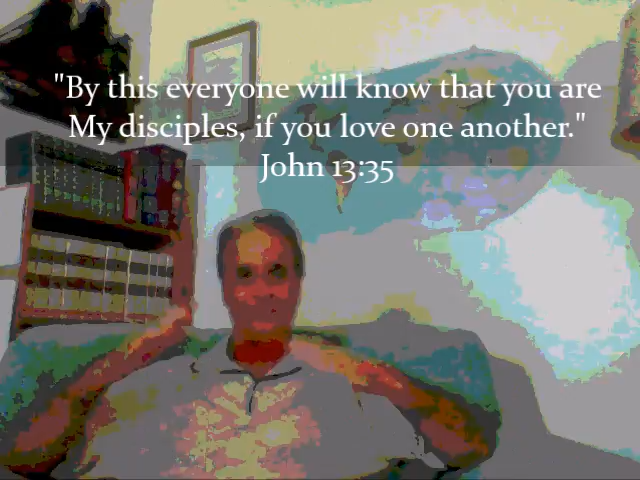 "By this everyone will know that you are
My disciples, if you love one another."
John 13:35